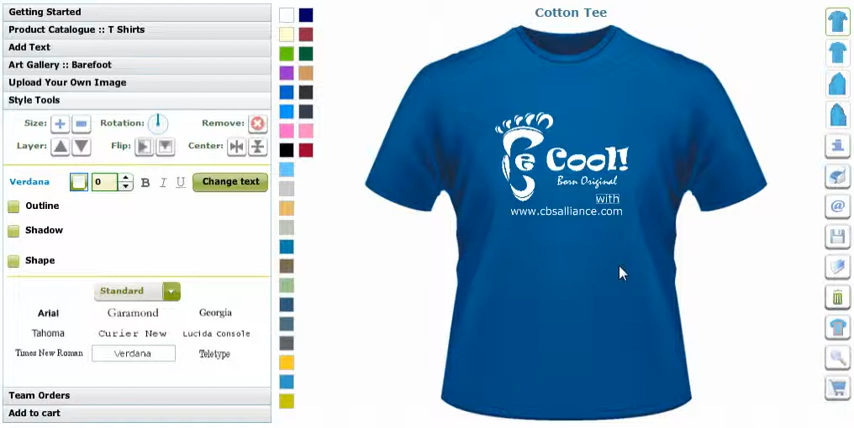 Getting Started
Product Catalogue :: T Shirts
Add Text
Art Gallery :: Barefoot
Upload Your Own Image
Style Tools
Size: Rotation: Remove:
Layer: Flip: Center:
Verdana 0 B I U Change text
Outline
Shadow
Shape
Standard
Arial Garamond Georgia
Tahoma Curier New Lucida Console
Times New Roman Verdana Teletype
Team Orders
Add to cart
Cotton Tee
Be Cool!
Born Original
with
www.cbsalliance.com